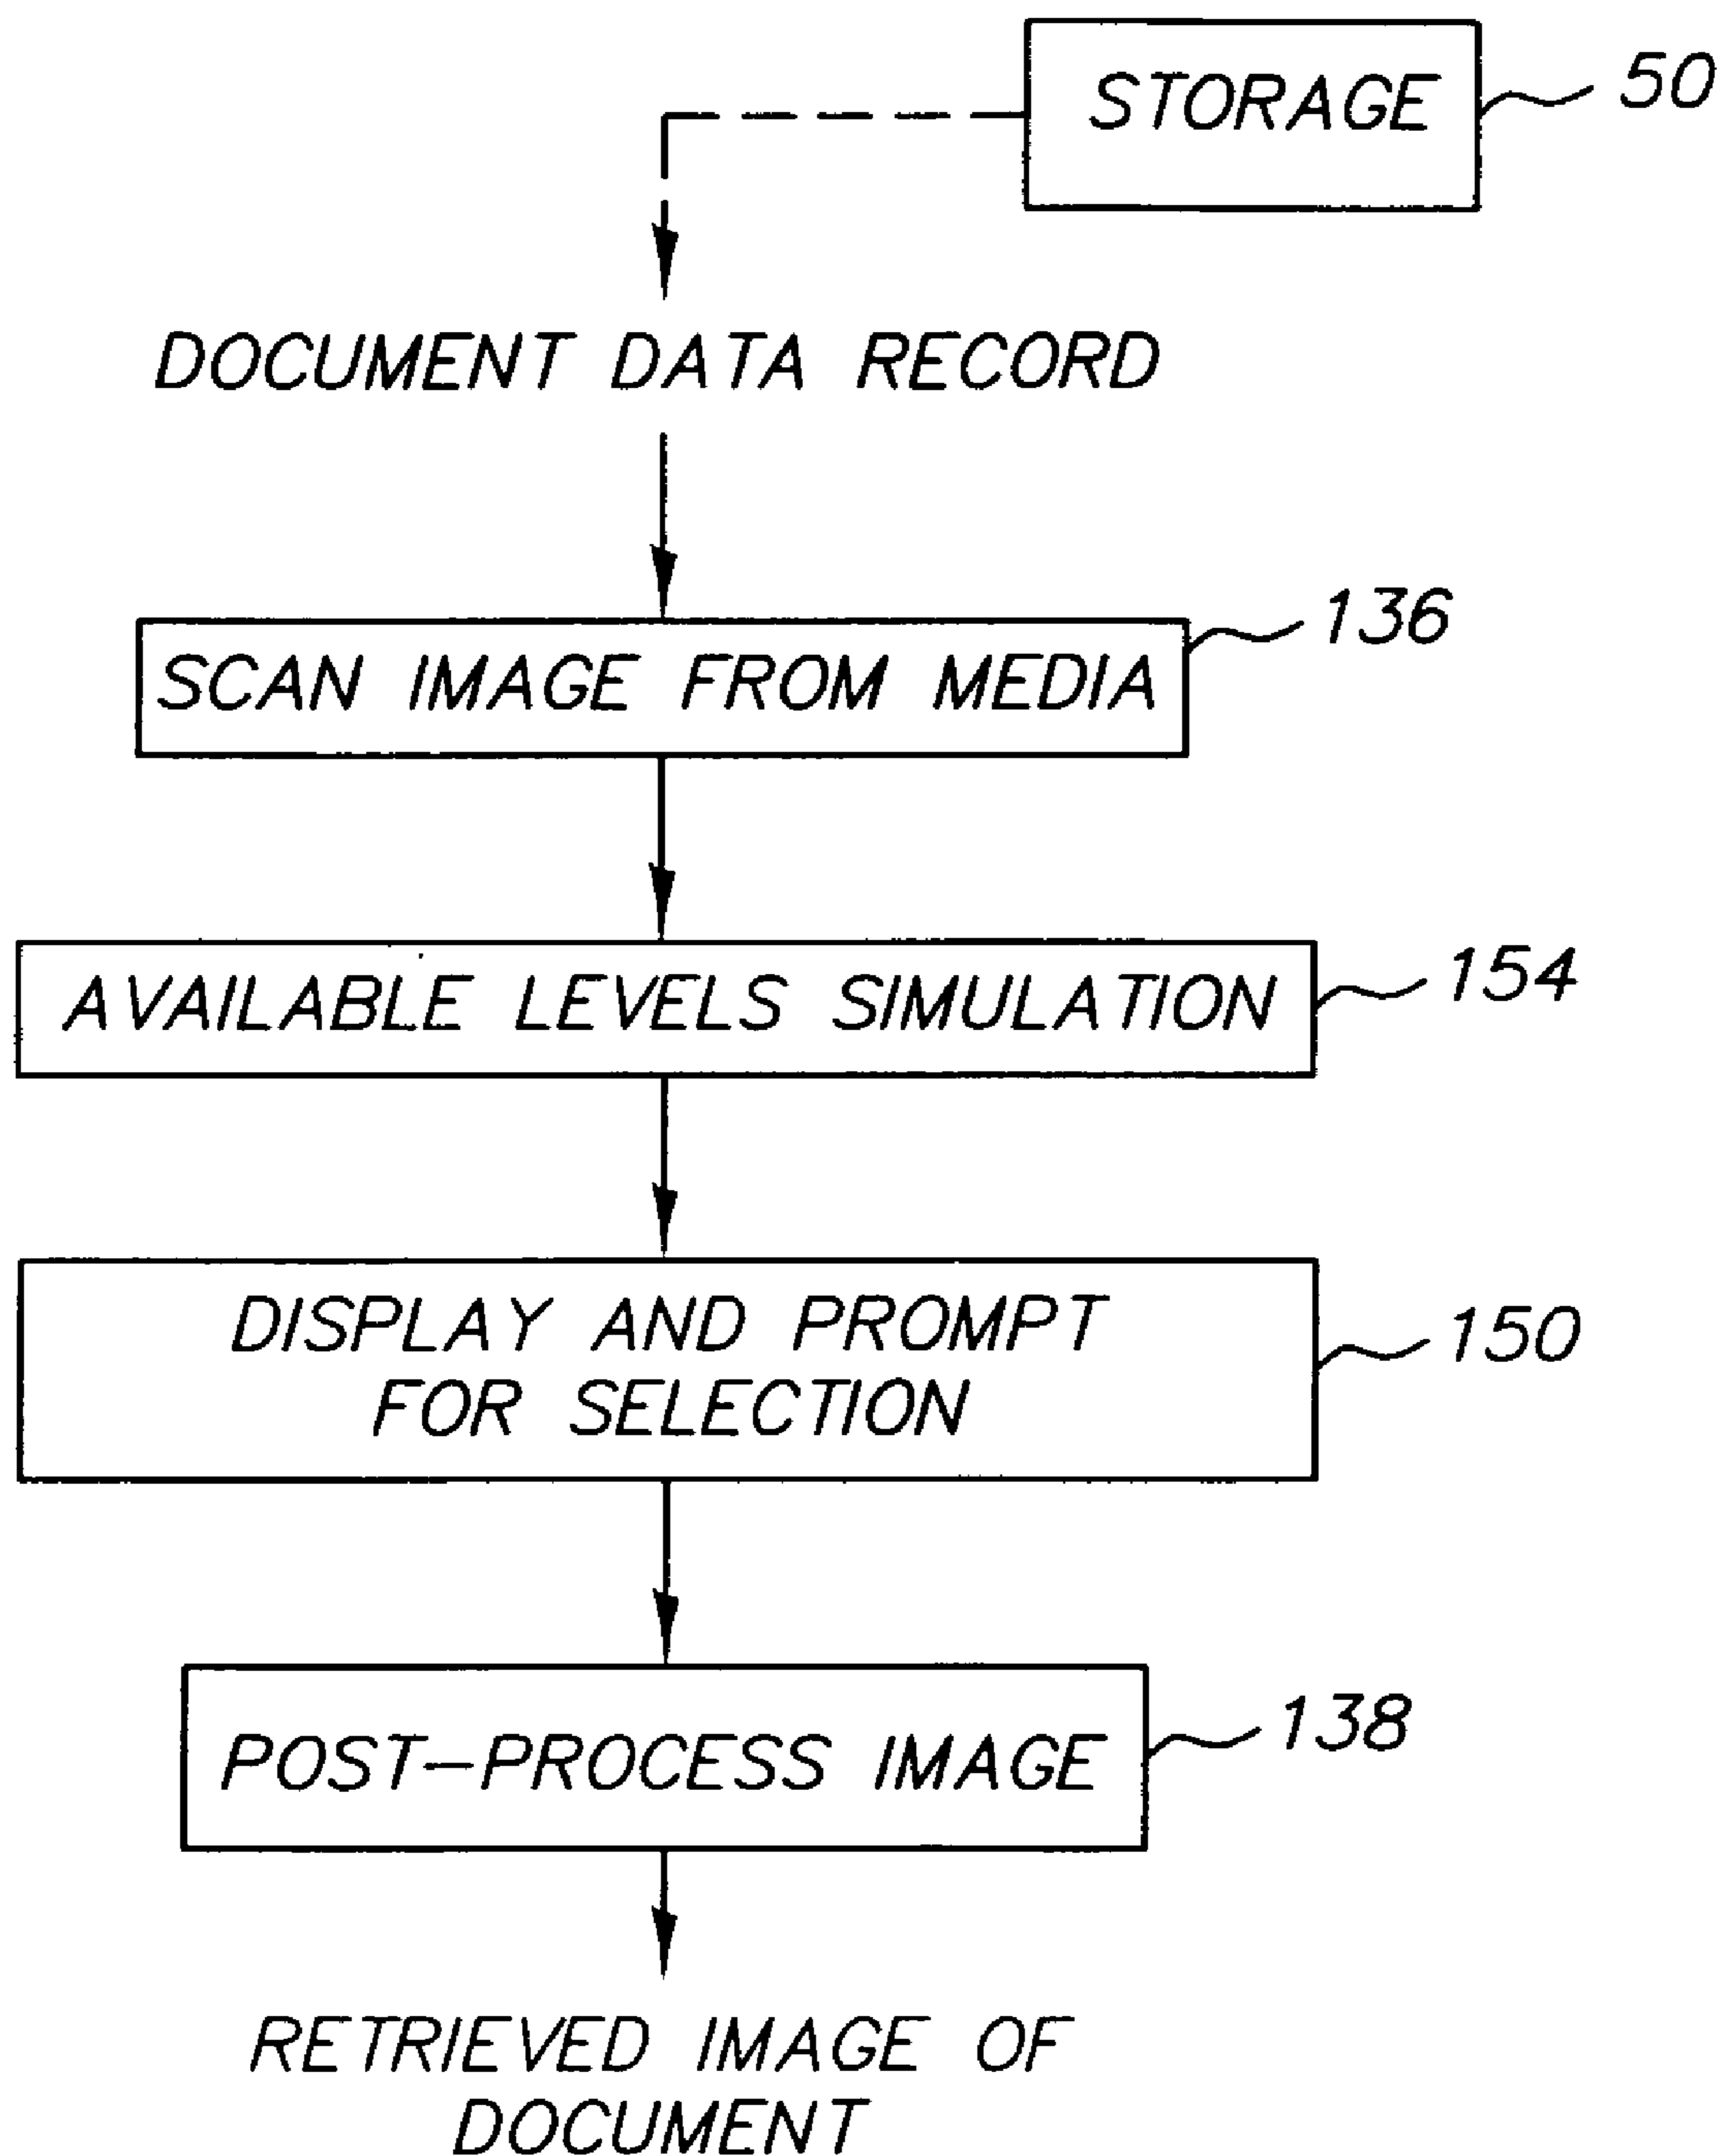 STORAGE
50
DOCUMENT DATA RECORD
136
SCAN IMAGE FROM MEDIA
154
AVAILABLE LEVELS SIMULATION
DISPLAY AND PROMPT
150
FOR SELECTION
138
POST-PROCESS IMAGE
RETRIEVED IMAGE OF
DOCUMENT